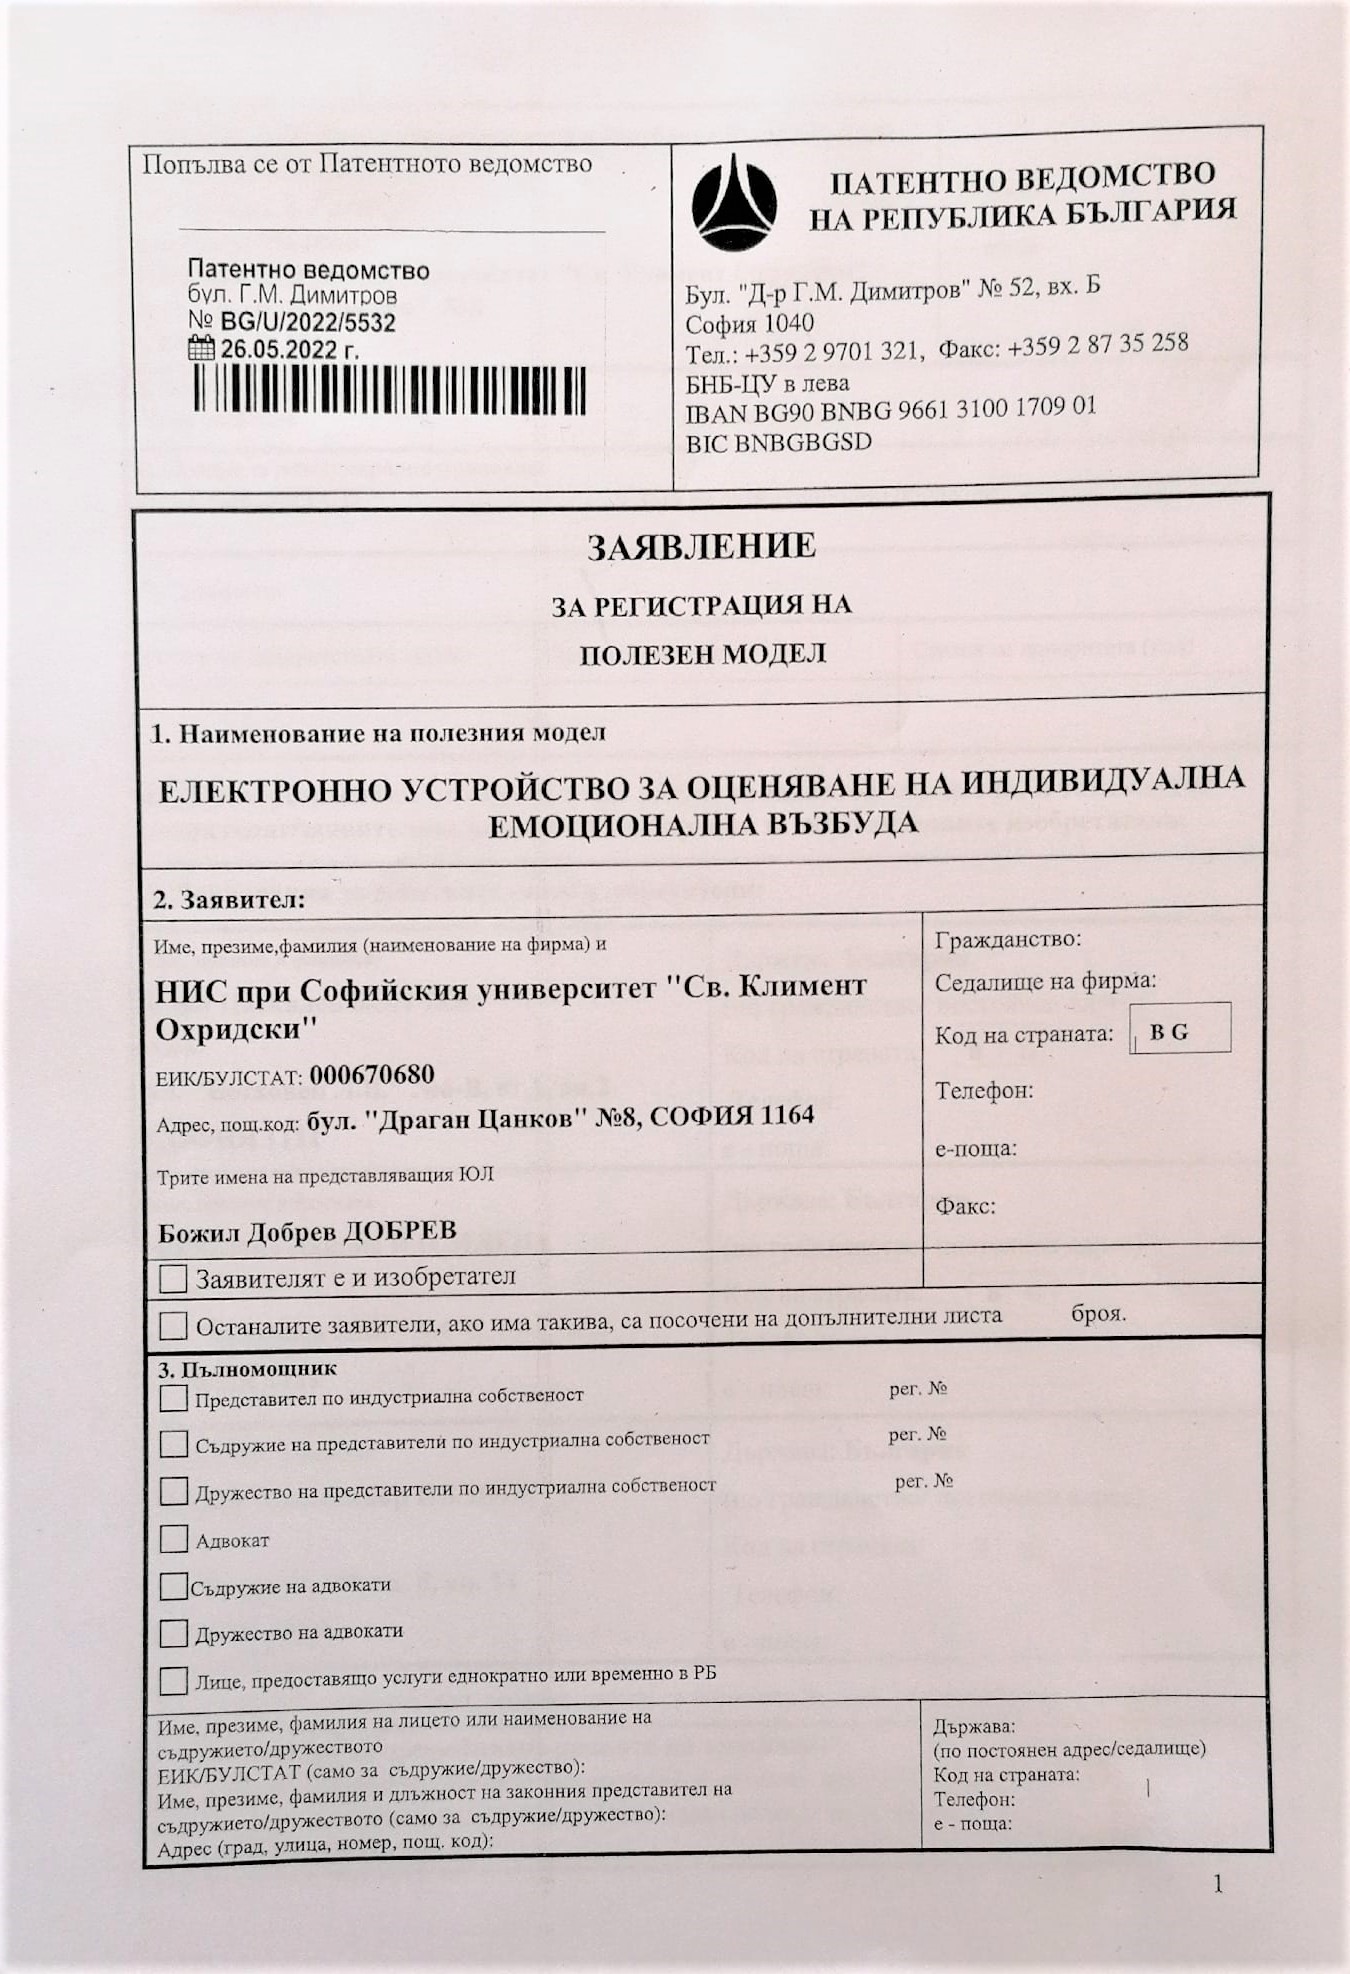 Попълва се от Патентното ведомство
Патентно ведомство
бул. Г.М. Димитров
№ BG/U/2022/5532
26.05.2022 г.
ПАТЕНТНО ВЕДОМСТВО
НА РЕПУБЛИКА БЪЛГАРИЯ
Бул. "Д-р Г.М. Димитров" № 52, вх. Б
София 1040
Тел.: +359 2 9701 321, Факс: +359 2 87 35 258
БНБ-ЦУ в лева
IBAN BG90 BNBG 9661 3100 1709 01
BIC BNBGBGSD
ЗАЯВЛЕНИЕ
ЗА РЕГИСТРАЦИЯ НА
ПОЛЕЗЕН МОДЕЛ
1. Наименование на полезния модел
ЕЛЕКТРОННО УСТРОЙСТВО ЗА ОЦЕНЯВАНЕ НА ИНДИВИДУАЛНА
ЕМОЦИОНАЛНА ВЪЗБУДА
2. Заявител:
Име, презиме,фамилия (наименование на фирма) и
НИС при Софийския университет "Св. Климент
Охридски"
ЕИК/БУЛСТАТ: 000670680
Адрес, пощ.код: бул. "Драган Цанков" №8, СОФИЯ 1164
Трите имена на представляващия ЮЛ
Божил Добрев ДОБРЕВ
Гражданство:
Седалище на фирма:
Код на страната: BG
Телефон:
е-поща:
Факс:
Заявителят е и изобретател
Останалите заявители, ако има такива, са посочени на допълнителни листа броя.
3. Пълномощник
Представител по индустриална собственост рег. №
Съдружие на представители по индустриална собственост рег. №
Дружество на представители по индустриална собственост рег. №
Адвокат
Съдружие на адвокати
Дружество на адвокати
Лице, предоставящо услуги еднократно или временно в РБ
Име, презиме, фамилия на лицето или наименование на
съдружието/дружеството
ЕИК/БУЛСТАТ (само за съдружие/дружество):
Име, презиме, фамилия и длъжност на законния представител на
съдружието/дружеството (само за съдружие/дружество):
Адрес (град, улица, номер, пощ. код):
Държава:
(по постоянен адрес/седалище)
Код на страната:
Телефон:
е - поща:
1